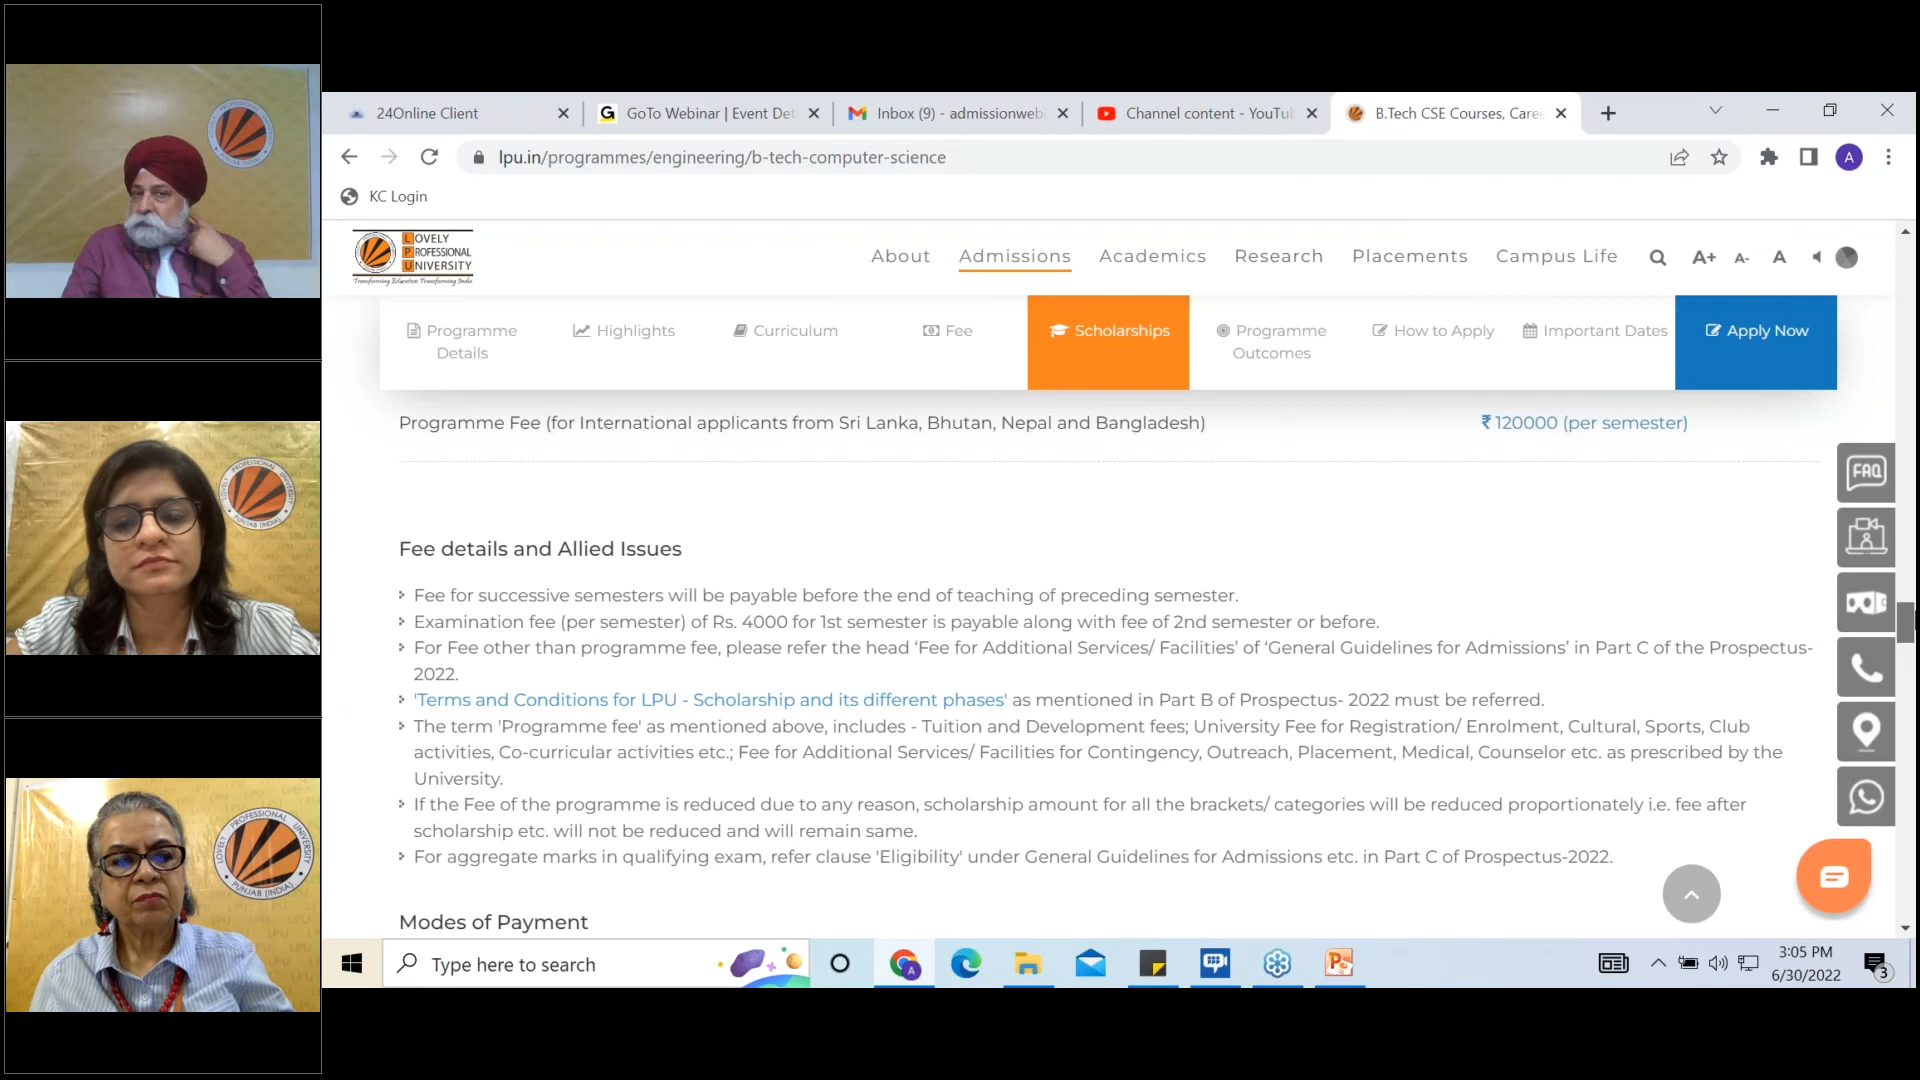 24Online Client
GoTo Webinar | Event Det
Inbox (9) - admissionweb
Channel content - YouTu
B.Tech CSE Courses, Care
lpu.in/programmes/engineering/b-tech-computer-science
A
KC Login
LOVELY
PROFESSIONAL
UNIVERSITY
Transforming Education Transforming India
About
Admissions
Academics
Research
Placements
Campus Life
A+
A-
A
Programme
Details
Highlights
Curriculum
Fee
Scholarships
Programme
Outcomes
How to Apply
Important Dates
Apply Now
Programme Fee (for International applicants from Sri Lanka, Bhutan, Nepal and Bangladesh)
₹ 120000 (per semester)
FAQ
Fee details and Allied Issues
Fee for successive semesters will be payable before the end of teaching of preceding semester.
Examination fee (per semester) of Rs. 4000 for 1st semester is payable along with fee of 2nd semester or before.
For Fee other than programme fee, please refer the head ‘Fee for Additional Services/ Facilities’ of ‘General Guidelines for Admissions’ in Part C of the Prospectus-
2022.
'Terms and Conditions for LPU - Scholarship and its different phases' as mentioned in Part B of Prospectus- 2022 must be referred.
The term 'Programme fee' as mentioned above, includes - Tuition and Development fees; University Fee for Registration/ Enrolment, Cultural, Sports, Club
activities, Co-curricular activities etc.; Fee for Additional Services/ Facilities for Contingency, Outreach, Placement, Medical, Counselor etc. as prescribed by the
University.
If the Fee of the programme is reduced due to any reason, scholarship amount for all the brackets/ categories will be reduced proportionately i.e. fee after
scholarship etc. will not be reduced and will remain same.
For aggregate marks in qualifying exam, refer clause 'Eligibility' under General Guidelines for Admissions etc. in Part C of Prospectus-2022.
Modes of Payment
Type here to search
3:05 PM
6/30/2022
3
LOVELY PROFESSIONAL UNIVERSITY
PUNJAB (INDIA)